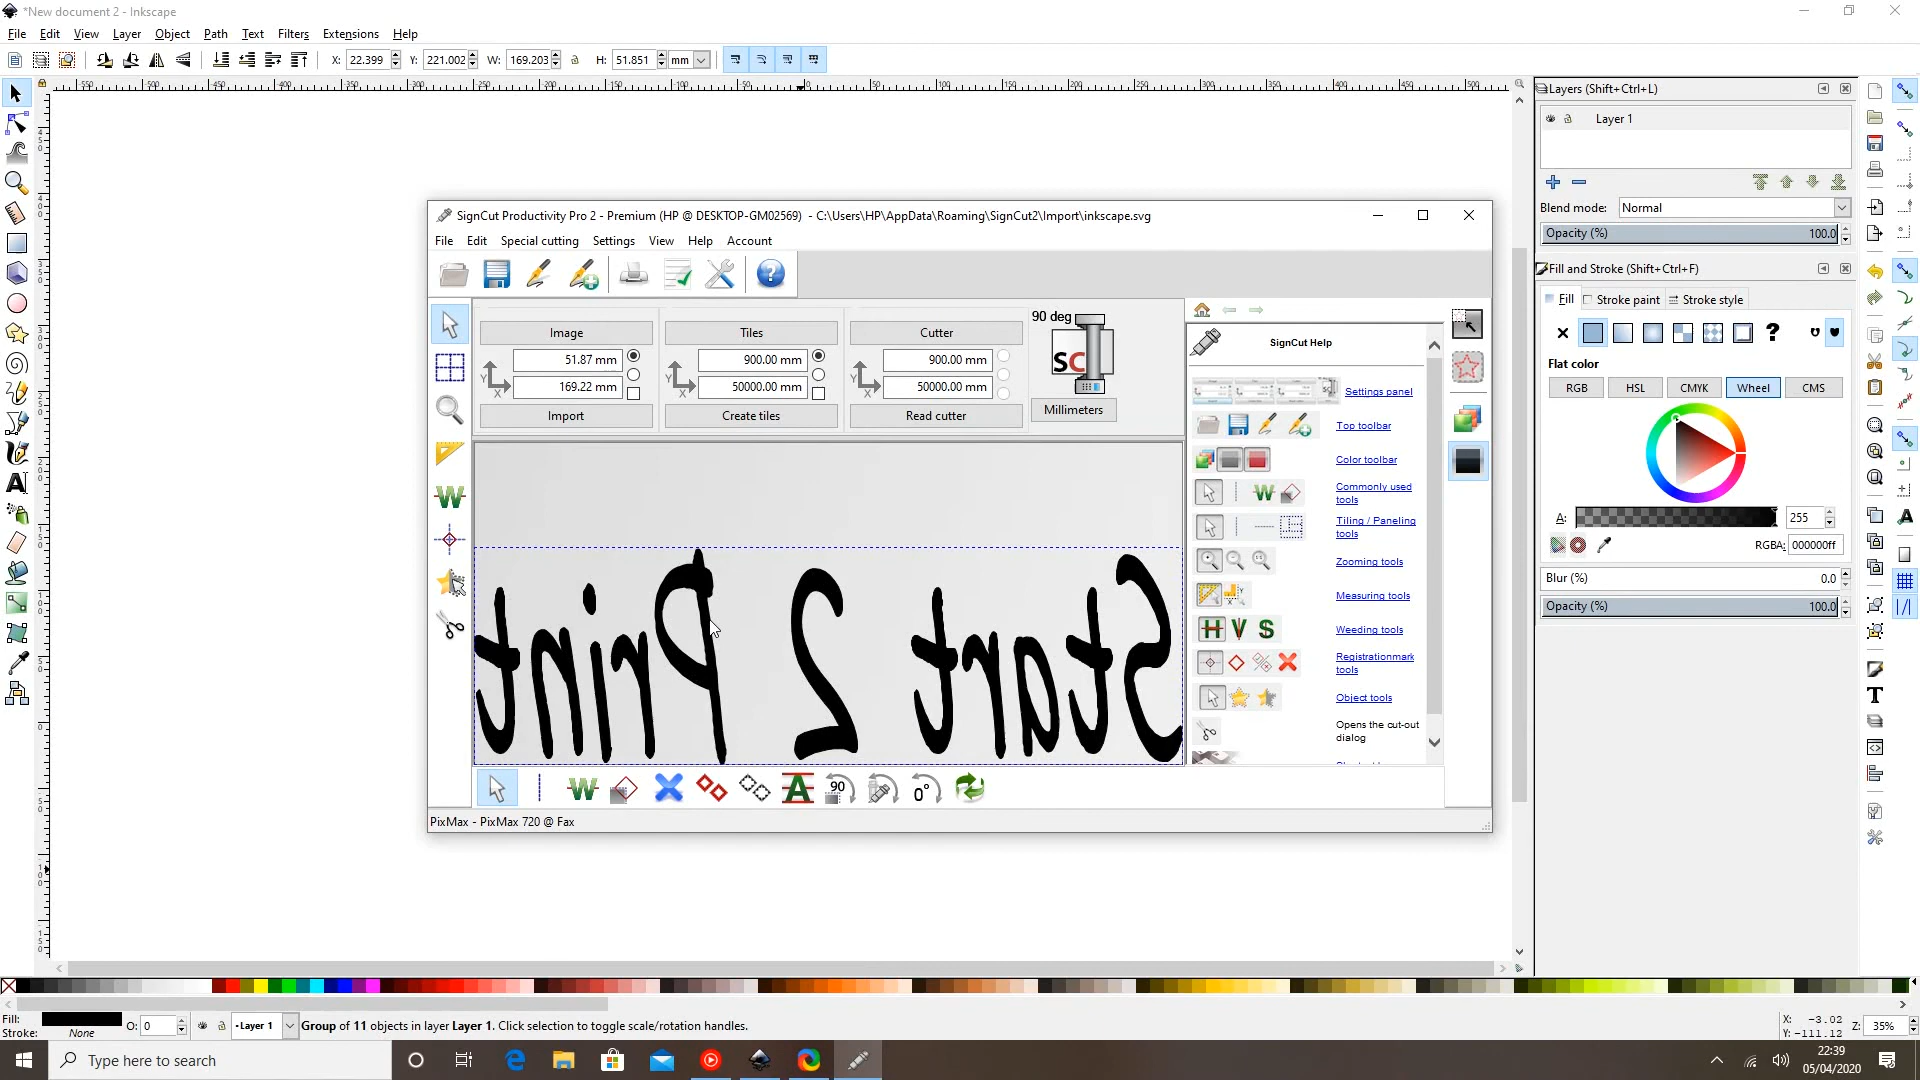 *New document 2 - Inkscape
File Edit View Layer Object Path Text Filters Extensions Help
X: 22.399 Y: 221.002 W: 169.203 H: 51.851 mm
Layers (Shift+Ctrl+L)
Layer 1
Blend mode: Normal
Opacity (%) 100.0
Fill and Stroke (Shift+Ctrl+F)
Fill Stroke paint Stroke style
Flat color
RGB HSL CMYK Wheel CMS
A: 255
RGBA: 000000ff
Blur (%) 0.0
Opacity (%) 100.0
SignCut Productivity Pro 2 - Premium (HP @ DESKTOP-GM02569) - C:\Users\HP\AppData\Roaming\SignCut2\Import\inkscape.svg
File Edit Special cutting Settings View Help Account
Image Tiles Cutter 90 deg
51.87 mm 900.00 mm 900.00 mm
169.22 mm 50000.00 mm 50000.00 mm
Import Create tiles Read cutter Millimeters
SC
SignCut Help
Settings panel
Top toolbar
Color toolbar
Commonly used
tools
Tiling / Paneling
tools
Zooming tools
Measuring tools
Weeding tools
Registrationmark
tools
Object tools
Opens the cut-out
dialog
Start 2 Print
90 0°
PixMax - PixMax 720 @ Fax
Fill:
Stroke: None
O: 0 Layer 1 Group of 11 objects in layer Layer 1. Click selection to toggle scale/rotation handles.
X: -3.02
Y: -111.12
Z: 35%
Type here to search
22:39
05/04/2020